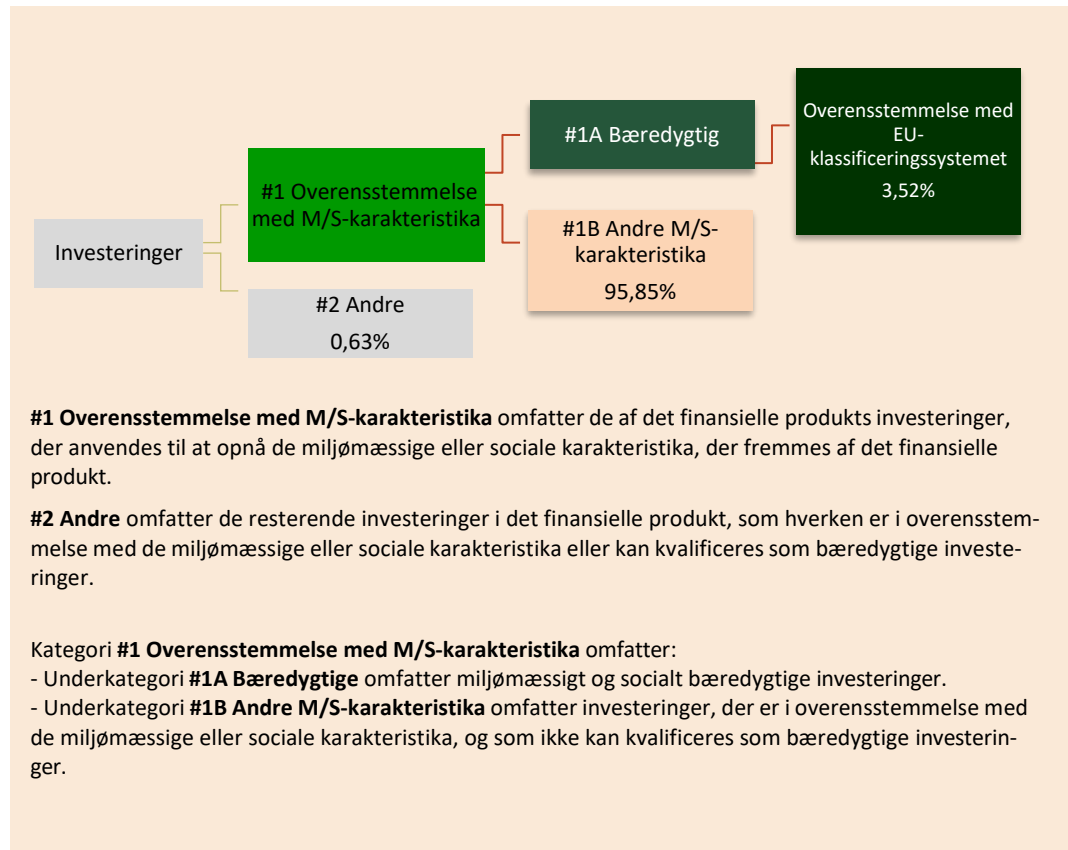 Investeringer
#1 Overensstemmelse
med M/S-karakteristika
#2 Andre
0,63%
#1A Bæredygtig
#1B Andre M/S-
karakteristika
95,85%
Overensstemmelse med
EU-
klassificeringssystemet
3,52%
#1 Overensstemmelse med M/S-karakteristika omfatter de af det finansielle produkts investeringer,
der anvendes til at opnå de miljømæssige eller sociale karakteristika, der fremmes af det finansielle
produkt.
#2 Andre omfatter de resterende investeringer i det finansielle produkt, som hverken er i overensstem-
melse med de miljømæssige eller sociale karakteristika eller kan kvalificeres som bæredygtige investe-
ringer.
Kategori #1 Overensstemmelse med M/S-karakteristika omfatter:
- Underkategori #1A Bæredygtige omfatter miljømæssigt og socialt bæredygtige investeringer.
- Underkategori #1B Andre M/S-karakteristika omfatter investeringer, der er i overensstemmelse med
de miljømæssige eller sociale karakteristika, og som ikke kan kvalificeres som bæredygtige investerin-
ger.